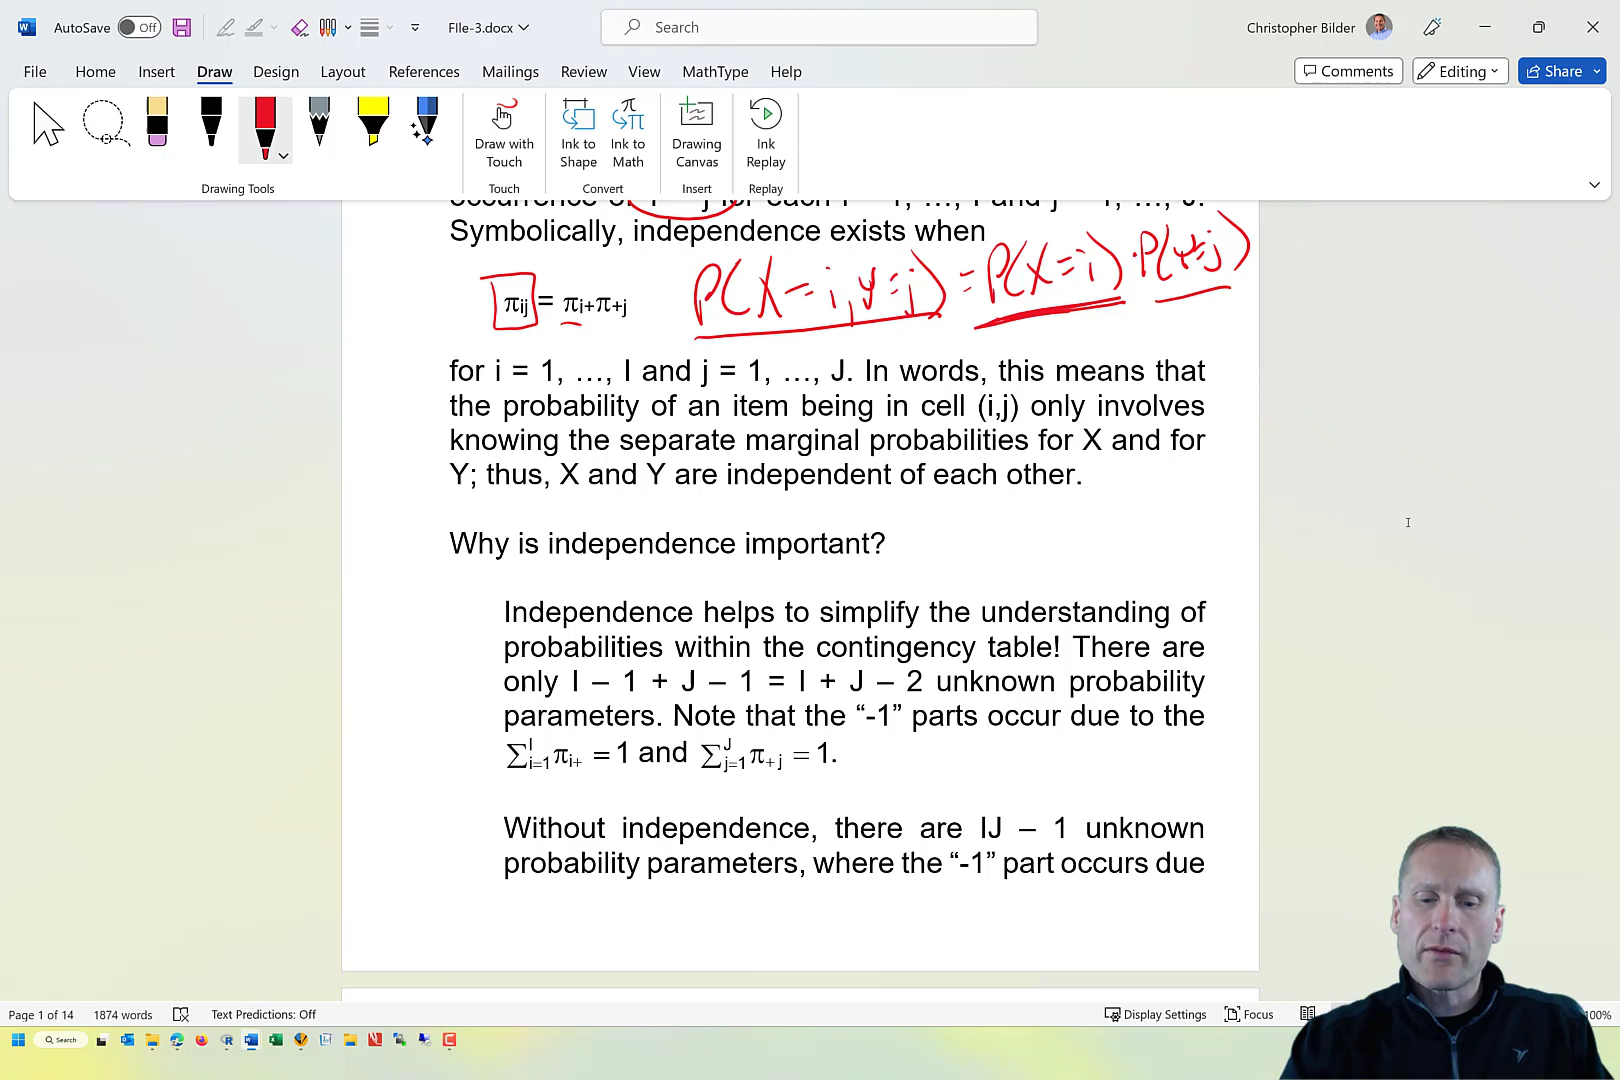 AutoSave Off FIle-3.docx Search Christopher Bilder
File Home Insert Draw Design Layout References Mailings Review View MathType Help Comments Editing Share
Draw with Touch
Ink to Shape
Ink to Math
Drawing Canvas
Ink Replay
Drawing Tools Touch Convert Insert Replay
Symbolically, independence exists when
πij = πi+π+j P(X=i,Y=j) = P(X=i)·P(Y=j)
for i = 1, …, I and j = 1, …, J. In words, this means that
the probability of an item being in cell (i,j) only involves
knowing the separate marginal probabilities for X and for
Y; thus, X and Y are independent of each other.
Why is independence important?
Independence helps to simplify the understanding of
probabilities within the contingency table! There are
only I – 1 + J – 1 = I + J – 2 unknown probability
parameters. Note that the “-1” parts occur due to the
∑ᴵi=1 πi+ = 1 and ∑ᴶj=1 π+j = 1.
Without independence, there are IJ – 1 unknown
probability parameters, where the “-1” part occurs due
Page 1 of 14 1874 words Text Predictions: Off Display Settings Focus 100%
Search